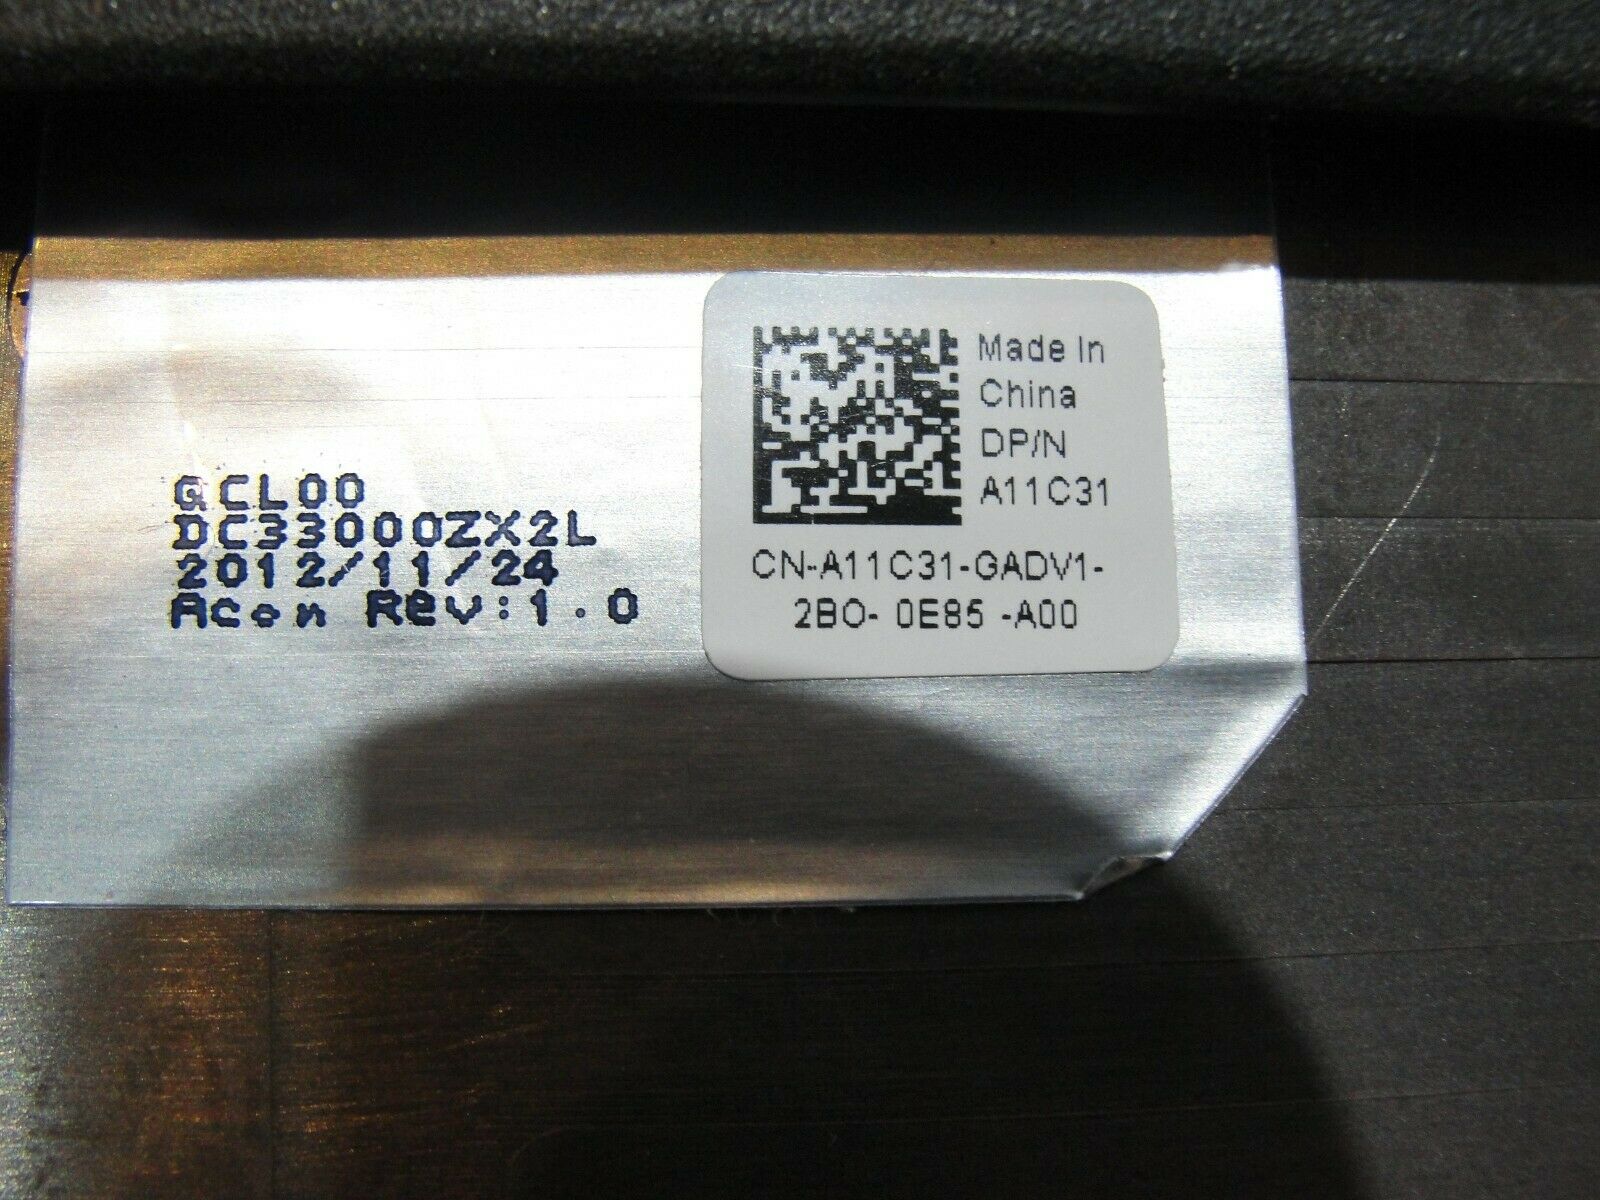 QCL00
DC33000ZX2L
2012/11/24
Acon Rev:1.0
Made In
China
DP/N
A11C31
CN-A11C31-GADV1-
2BO- 0E85 -A00